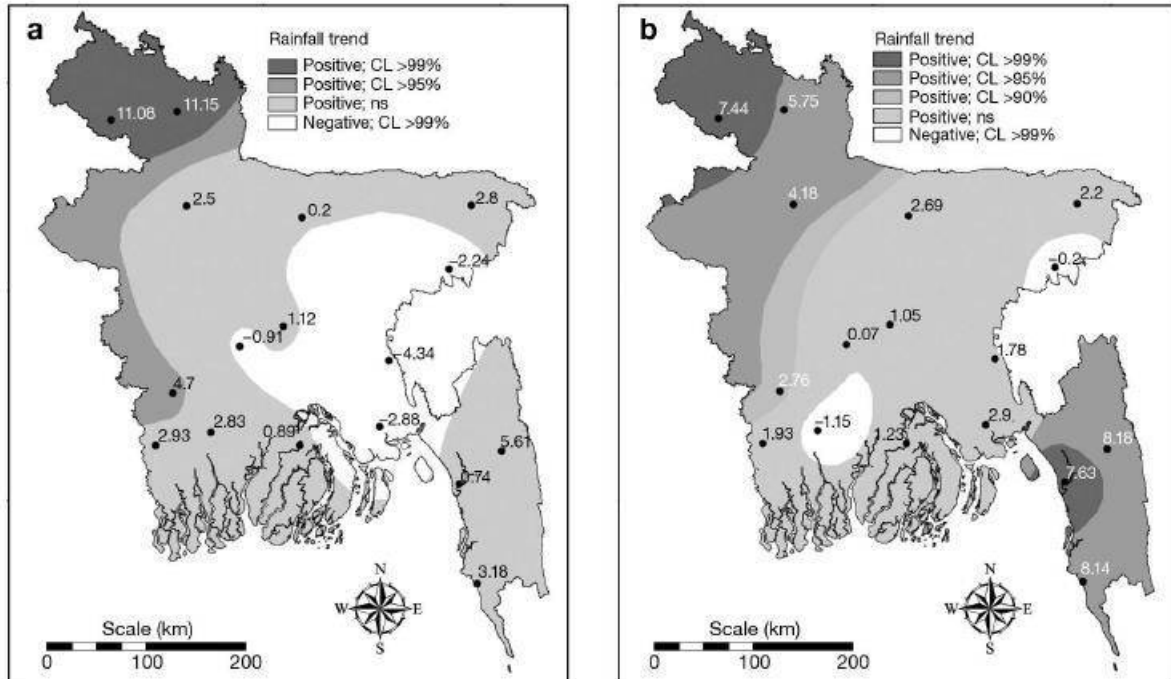 a
Rainfall trend
Positive; CL >99%
Positive; CL >95%
Positive; ns
Negative; CL >99%
11.08
11.15
2.5
0.2
2.8
−2.24
1.12
−0.91
−4.34
4.7
2.83
2.93
0.89
−2.88
5.61
0.74
3.18
N
W
E
S
Scale (km)
0
100
200
b
Rainfall trend
Positive; CL >99%
Positive; CL >95%
Positive; CL >90%
Positive; ns
Negative; CL >99%
7.44
5.75
4.18
2.69
2.2
−0.2
1.05
0.07
1.78
2.76
−1.15
1.93
1.23
2.9
8.18
7.63
8.14
N
W
E
S
Scale (km)
0
100
200